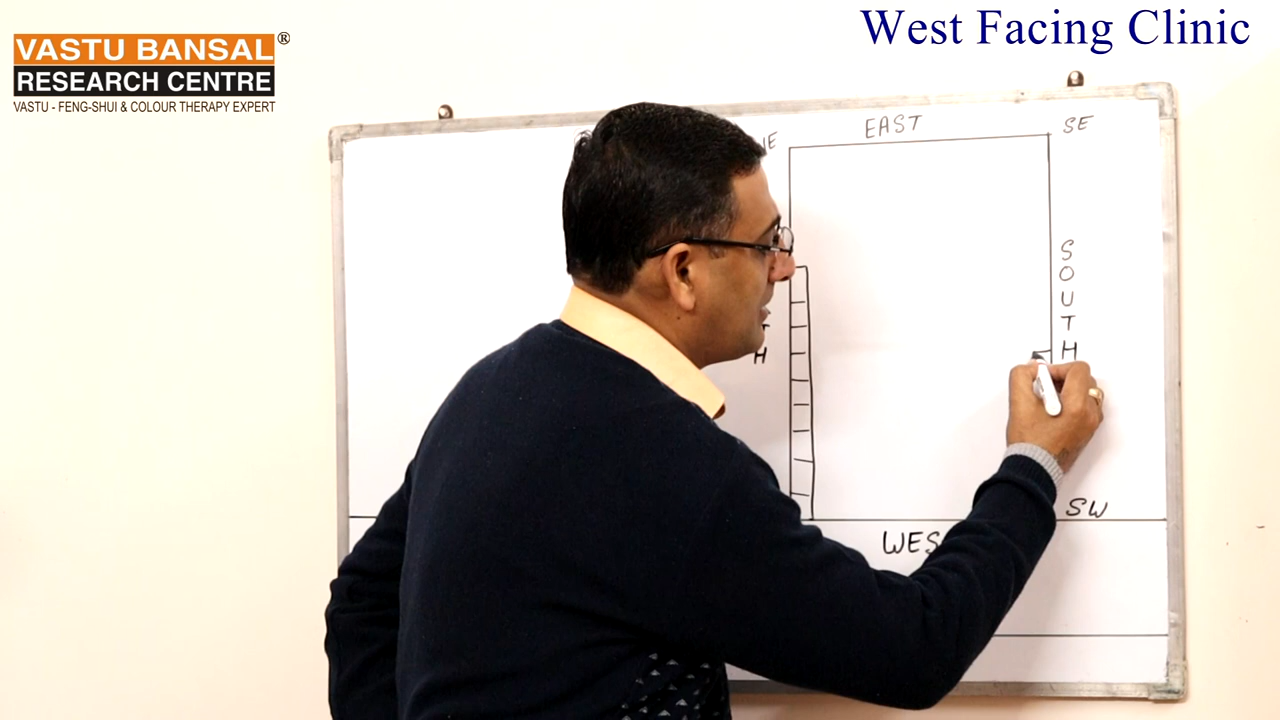 West Facing Clinic
VASTU BANSAL®
RESEARCH CENTRE
VASTU - FENG-SHUI & COLOUR THERAPY EXPERT
EAST
SE
S
O
U
T
H
H
SW